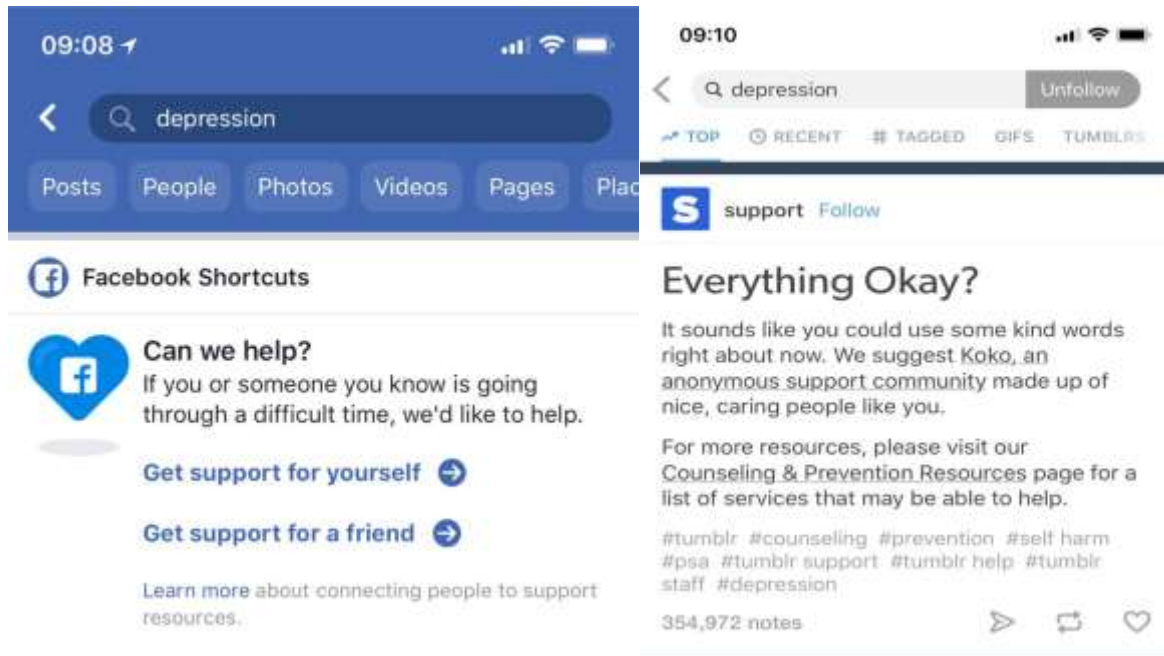 09:08
depression
Posts People Photos Videos Pages Plac
Facebook Shortcuts
Can we help?
If you or someone you know is going
through a difficult time, we'd like to help.
Get support for yourself
Get support for a friend
Learn more about connecting people to support
resources.
09:10
depression Unfollow
TOP RECENT # TAGGED GIFS TUMBLRS
S support Follow
Everything Okay?
It sounds like you could use some kind words
right about now. We suggest Koko, an
anonymous support community made up of
nice, caring people like you.
For more resources, please visit our
Counseling & Prevention Resources page for a
list of services that may be able to help.
#tumblr #counseling #prevention #self harm
#psa #tumblr support #tumblr help #tumblr
staff #depression
354,972 notes